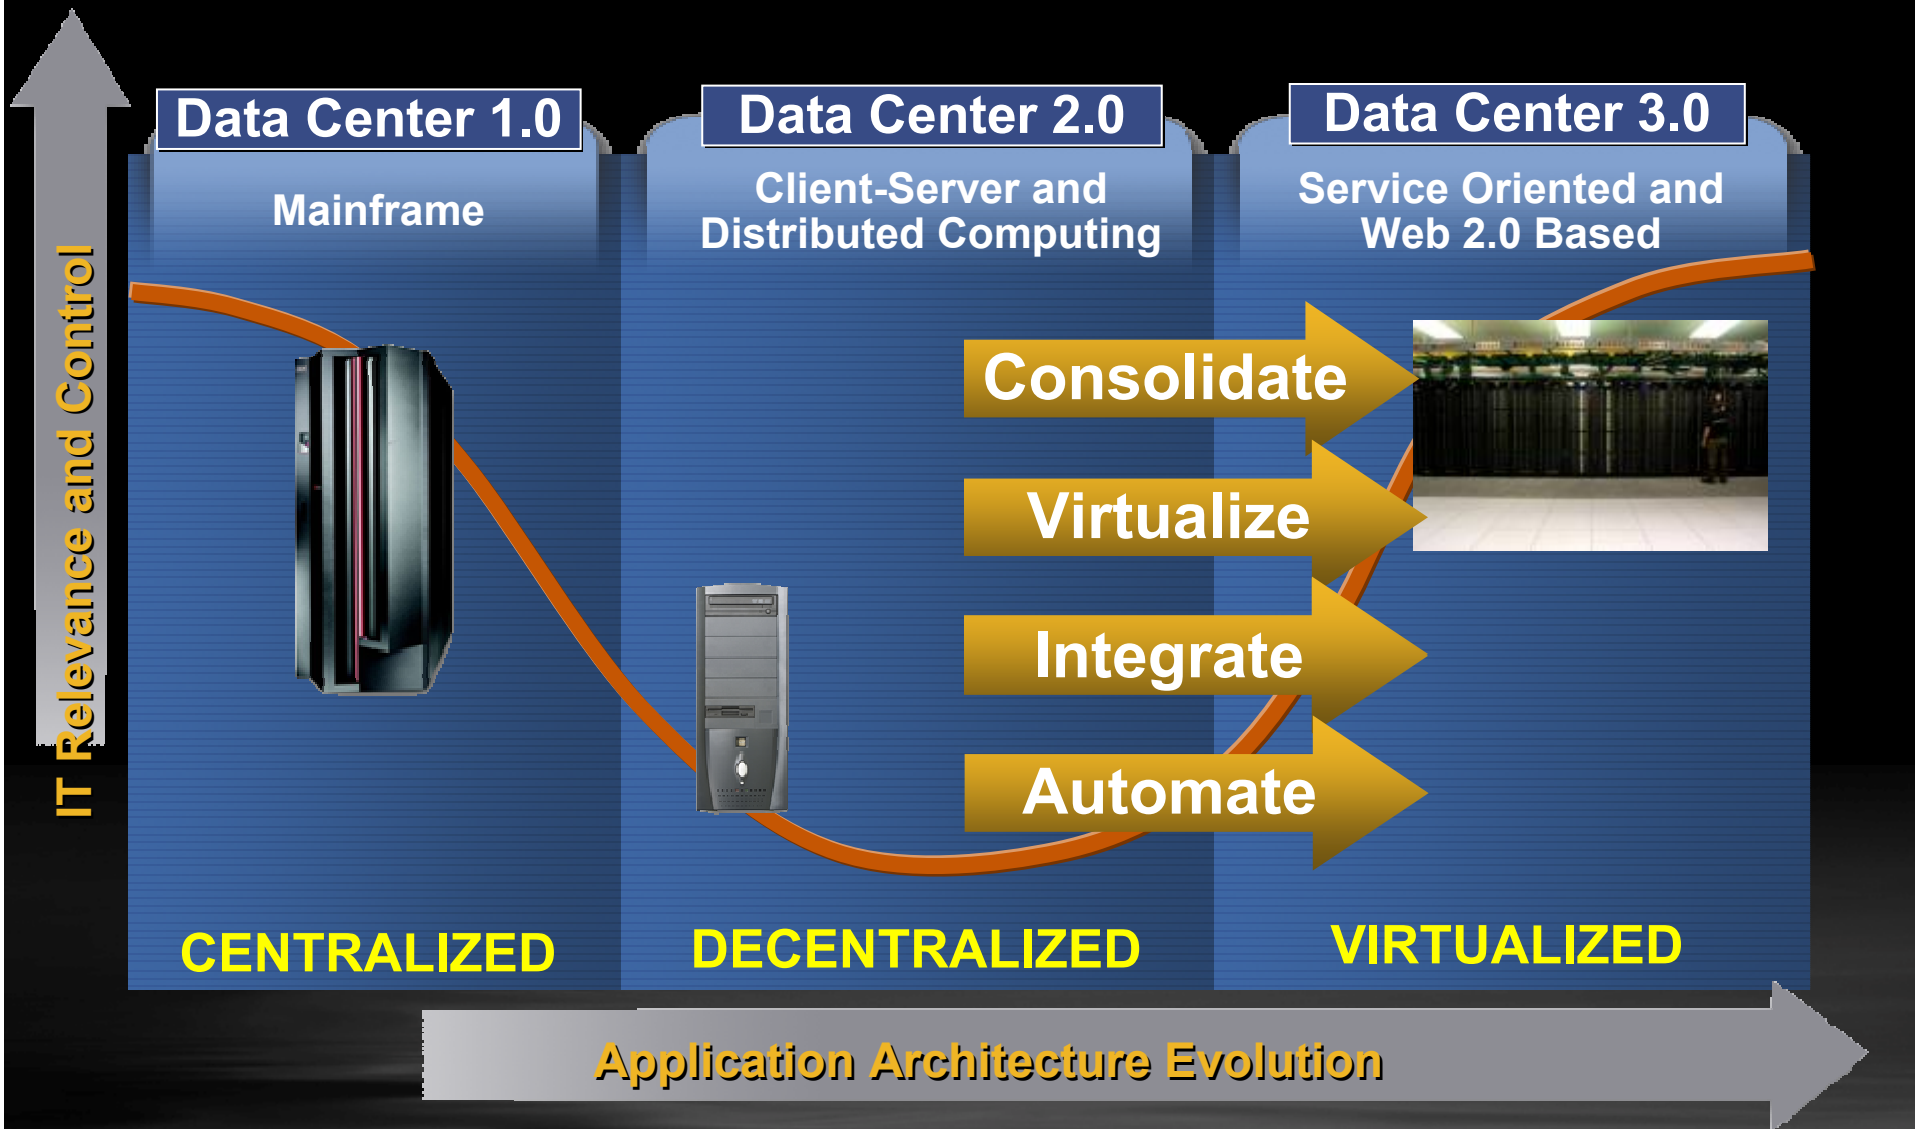 Data Center 1.0
Data Center 2.0
Data Center 3.0
Mainframe
Client-Server and
Distributed Computing
Service Oriented and
Web 2.0 Based
IT Relevance and Control
Consolidate
Virtualize
Integrate
Automate
CENTRALIZED
DECENTRALIZED
VIRTUALIZED
Application Architecture Evolution